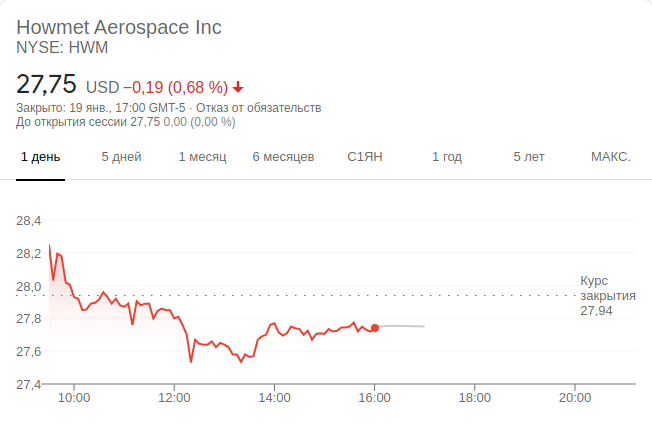 Howmet Aerospace Inc
NYSE: HWM
27,75 USD −0,19 (0,68 %)
Закрыто: 19 янв., 17:00 GMT-5 · Отказ от обязательств
До открытия сессии 27,75 0,00 (0,00 %)
1 день 5 дней 1 месяц 6 месяцев С1ЯН 1 год 5 лет МАКС.
28,4
28,2
28,0
27,8
27,6
27,4
Курс
закрытия
27,94
10:00 12:00 14:00 16:00 18:00 20:00